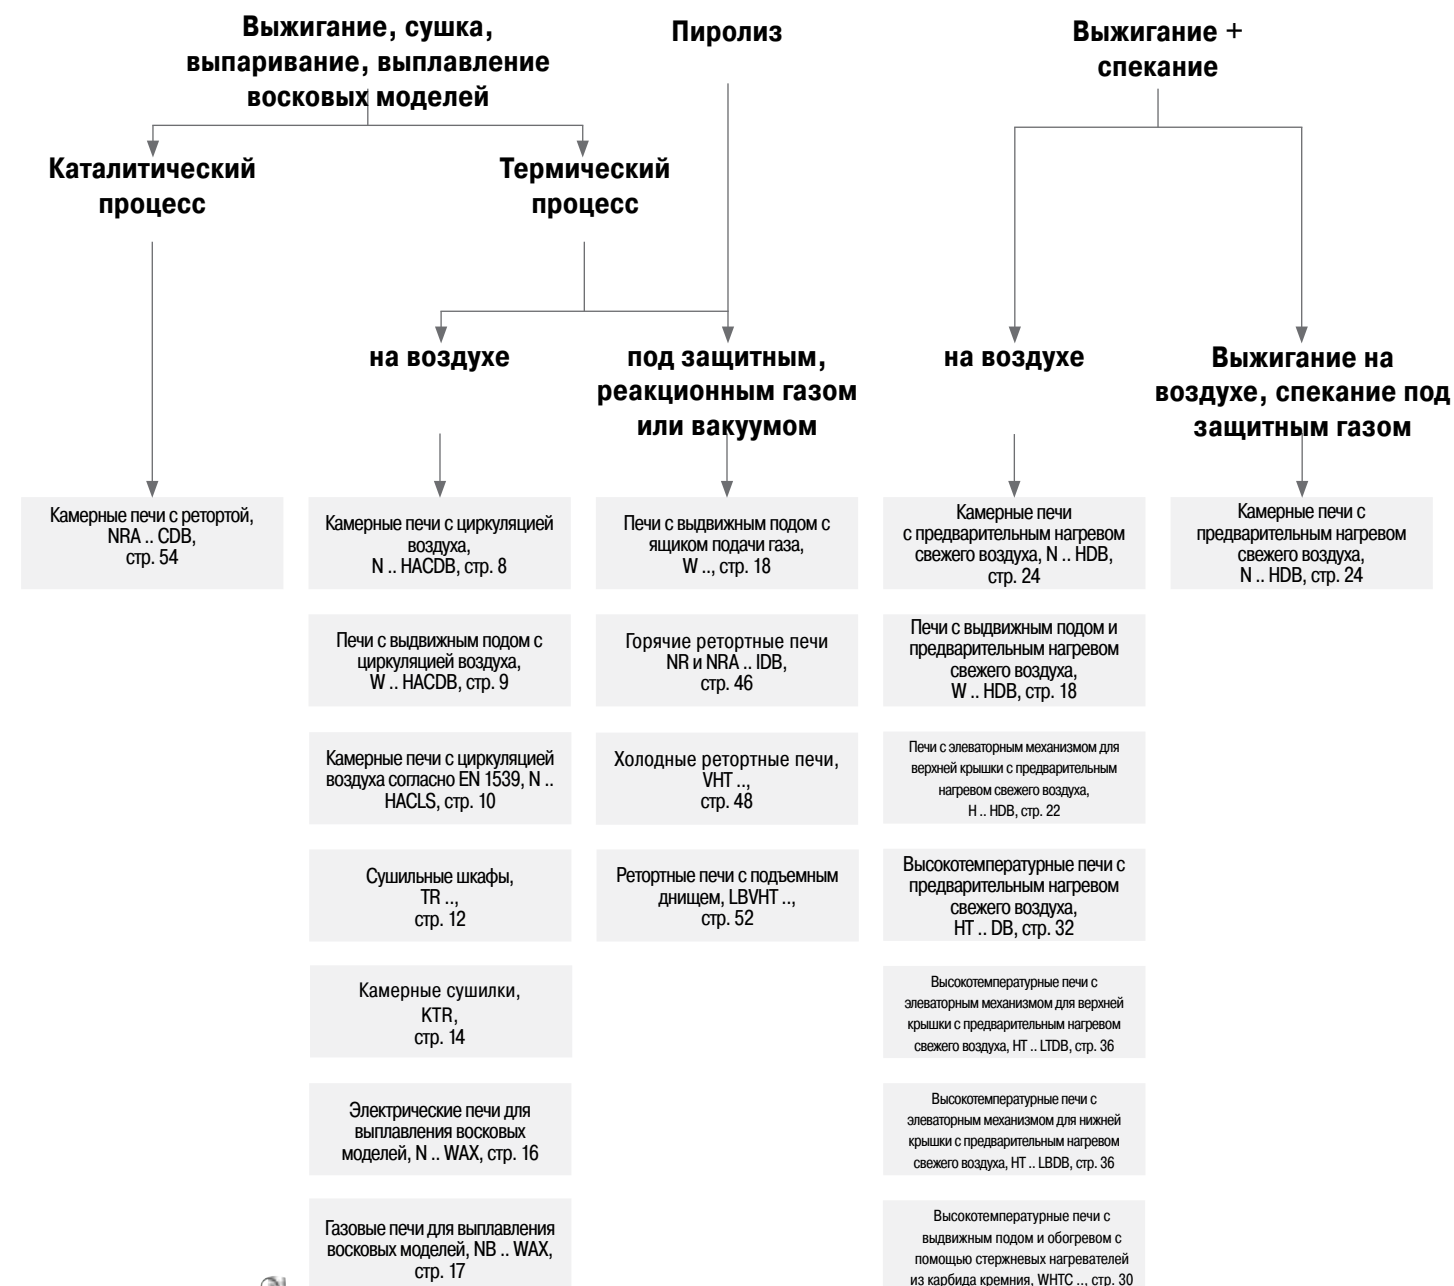 Выжигание, сушка,
выпаривание, выплавление
восковых моделей
Пиролиз
Выжигание +
спекание
Каталитический
процесс
Термический
процесс
на воздухе
под защитным,
реакционным газом
или вакуумом
на воздухе
Выжигание на
воздухе, спекание под
защитным газом
Камерные печи с ретортой,
NRA .. CDB,
стр. 54
Камерные печи с циркуляцией
воздуха,
N .. HACDB, стр. 8
Печи с выдвижным подом с
циркуляцией воздуха,
W .. HACDB, стр. 9
Камерные печи с циркуляцией
воздуха согласно EN 1539, N ..
HACLS, стр. 10
Сушильные шкафы,
TR ..,
стр. 12
Камерные сушилки,
KTR,
стр. 14
Электрические печи для
выплавления восковых
моделей, N .. WAX, стр. 16
Газовые печи для выплавления
восковых моделей, NB .. WAX,
стр. 17
Печи с выдвижным подом с
ящиком подачи газа,
W .., стр. 18
Горячие ретортные печи
NR и NRA .. IDB,
стр. 46
Холодные ретортные печи,
VHT ..,
стр. 48
Ретортные печи с подъемным
днищем, LBVHT ..,
стр. 52
Камерные печи
с предварительным нагревом
свежего воздуха, N .. HDB,
стр. 24
Печи с выдвижным подом и
предварительным нагревом
свежего воздуха,
W .. HDB, стр. 18
Печи с элеваторным механизмом для
верхней крышки с предварительным
нагревом свежего воздуха,
H .. HDB, стр. 22
Высокотемпературные печи с
предварительным нагревом
свежего воздуха,
HT .. DB, стр. 32
Высокотемпературные печи с
элеваторным механизмом для верхней
крышки с предварительным нагревом
свежего воздуха, HT .. LTDB, стр. 36
Высокотемпературные печи с
элеваторным механизмом для нижней
крышки с предварительным нагревом
свежего воздуха, HT .. LBDB, стр. 36
Высокотемпературные печи с
выдвижным подом и обогревом с
помощью стержневых нагревателей
из карбида кремния, WHTC .., стр. 30
Камерные печи с
предварительным нагревом
свежего воздуха,
N .. HDB, стр. 24